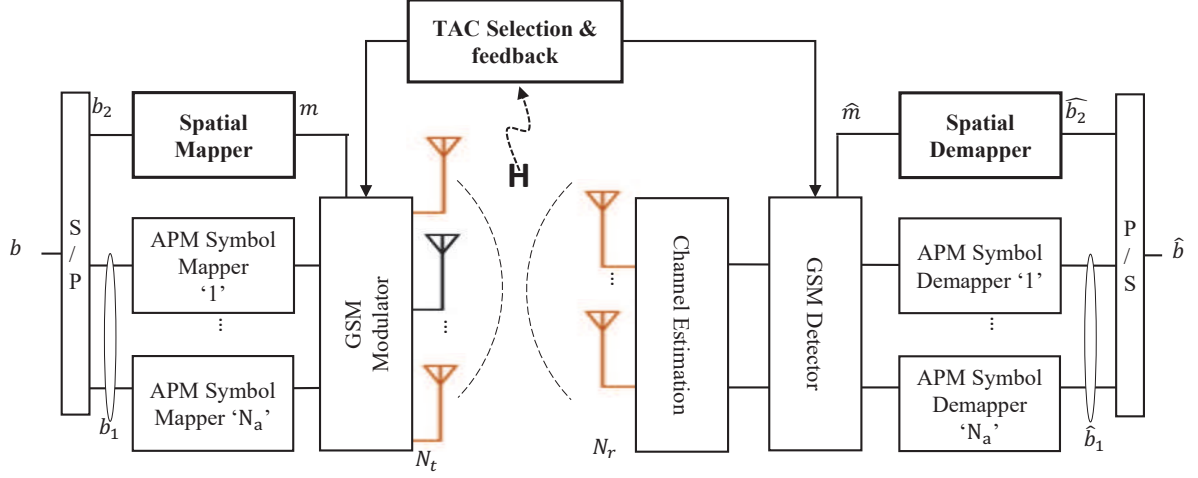 TAC Selection &
feedback
b₂
Spatial
Mapper
m
H
m̂
Spatial
Demapper
b̂₂
b
S
/
P
APM Symbol
Mapper
‘1’
...
APM Symbol
Mapper ‘Nₐ’
b₁
GSM
Modulator
...
Nₜ
...
Nᵣ
Channel Estimation
GSM Detector
APM Symbol
Demapper ‘1’
...
APM Symbol
Demapper
‘Nₐ’
b̂₁
P
/
S
b̂